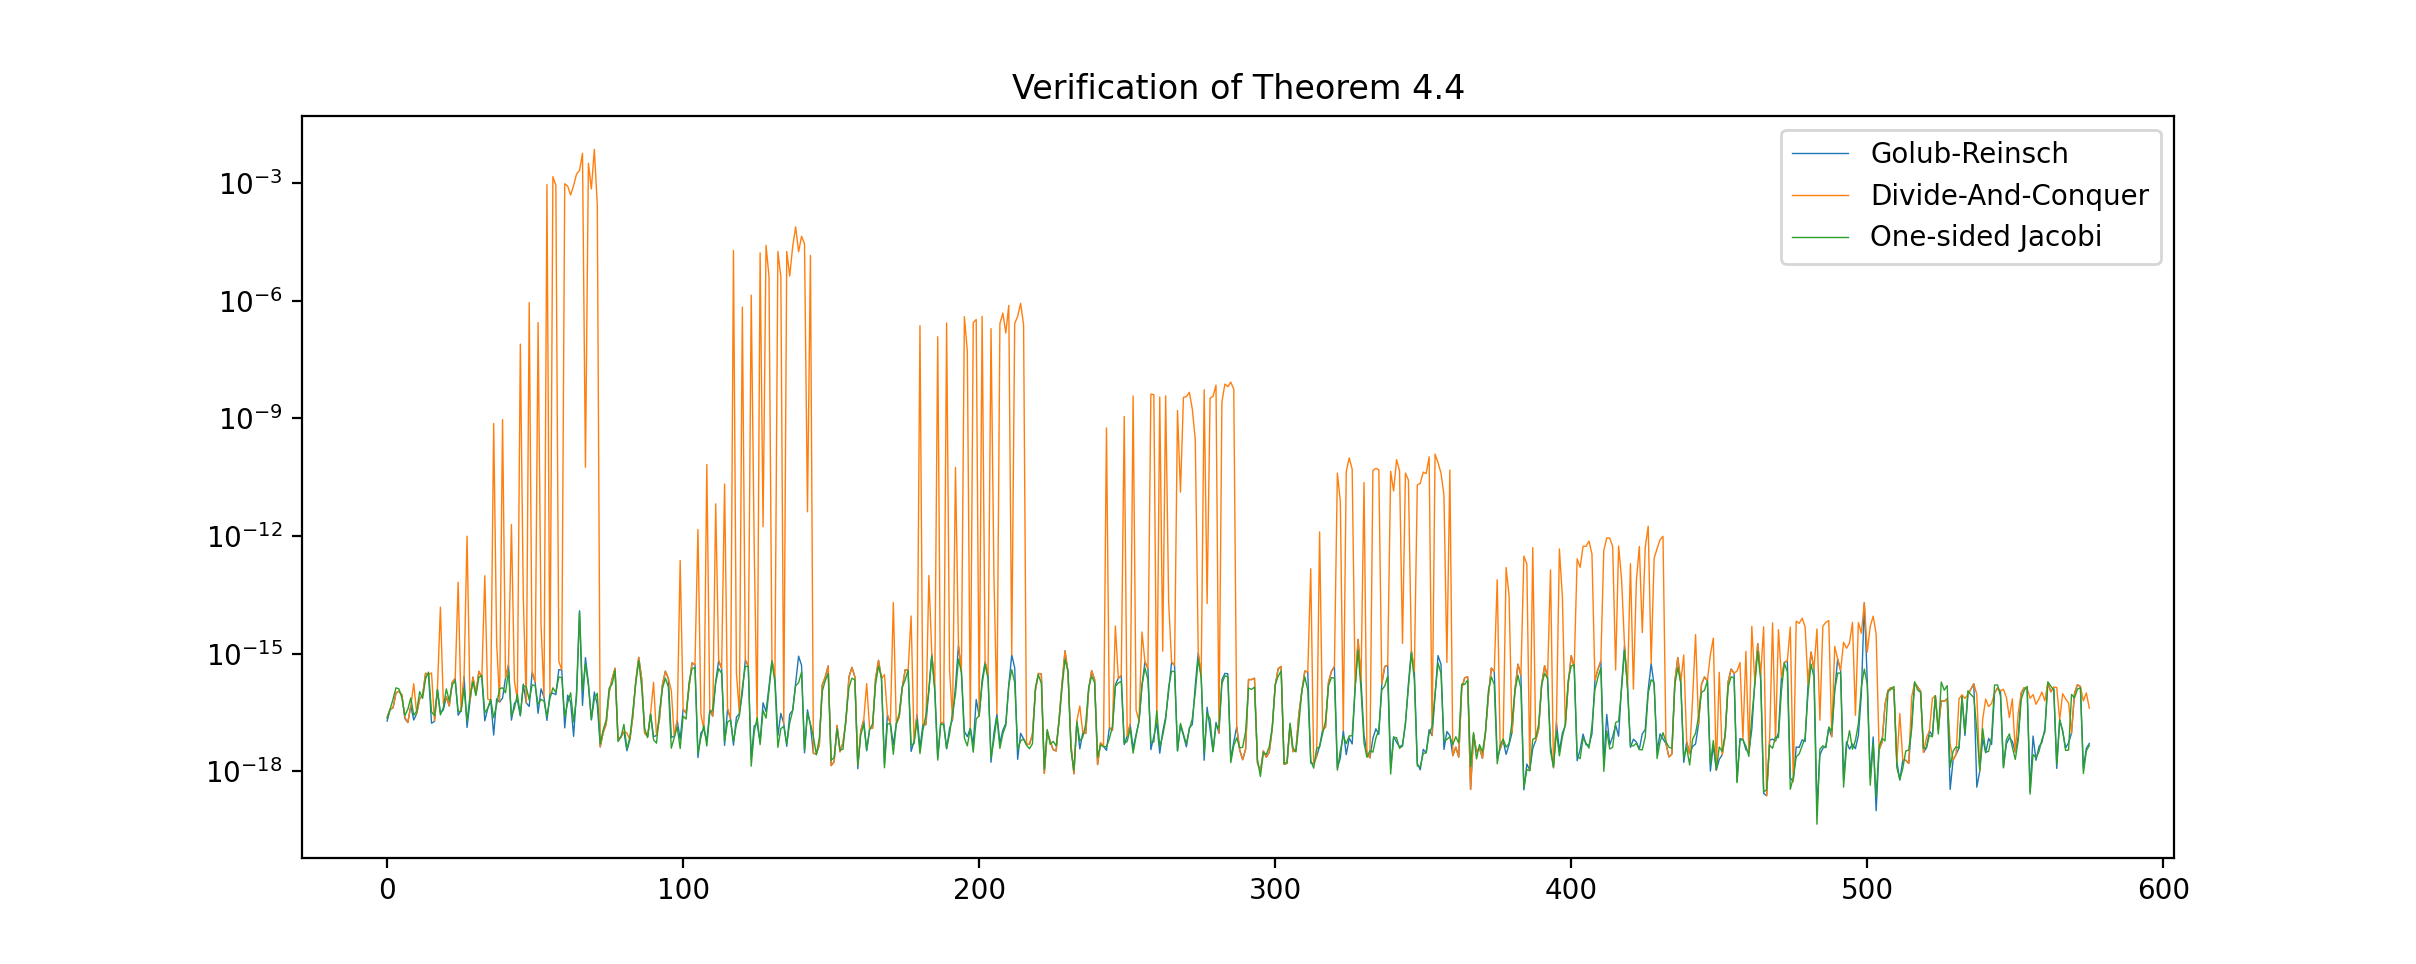 Verification of Theorem 4.4
Golub-Reinsch
Divide-And-Conquer
One-sided Jacobi
10⁻³
10⁻⁶
10⁻⁹
10⁻¹²
10⁻¹⁵
10⁻¹⁸
0 100 200 300 400 500 600